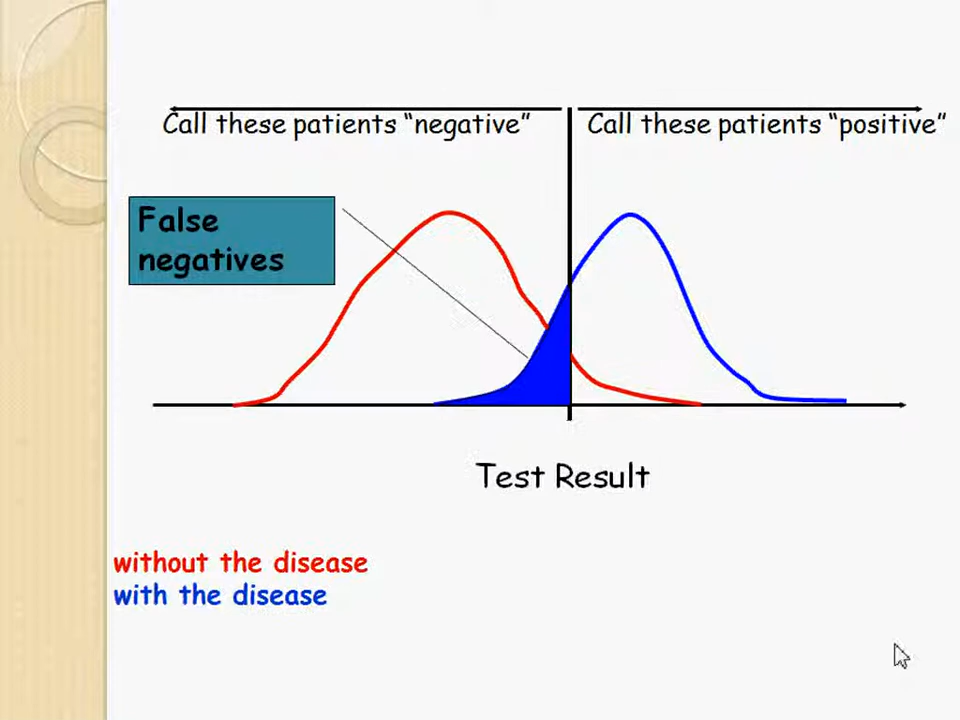 Call these patients “negative”
Call these patients “positive”
False
negatives
Test Result
without the disease
with the disease